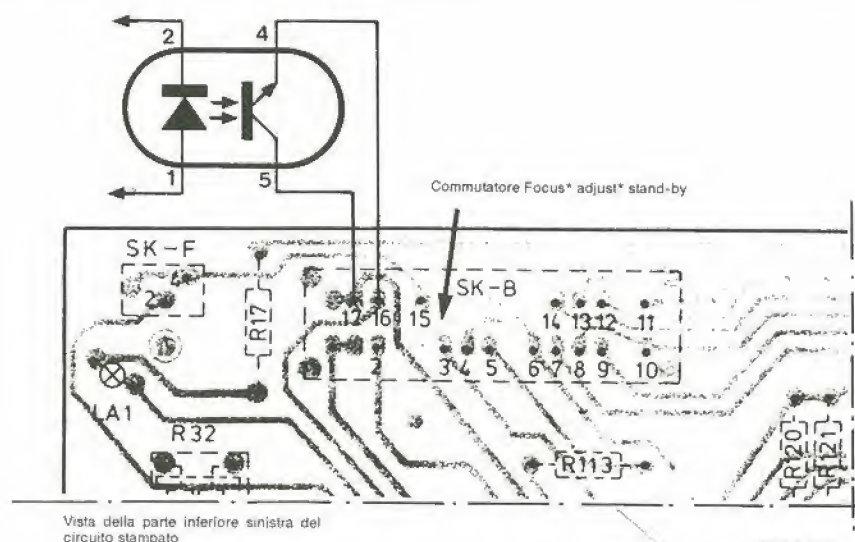 2 4
1 5
Commutatore Focus* adjust* stand-by
SK-F
SK-B
2
R17
17 16 15 14 13 12 11
2 3 4 5 6 7 8 9 10
LA1
R32
R113
R120
R121
Vista della parte inferiore sinistra del
circuito stampato